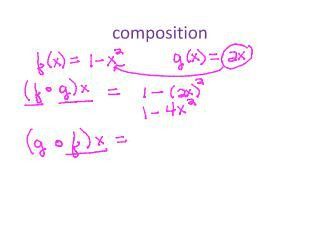 composition
f(x) = 1 - x² g(x) = 2x
(f ∘ g)x = 1 - (2x)²
1 - 4x²
(g ∘ f)x =